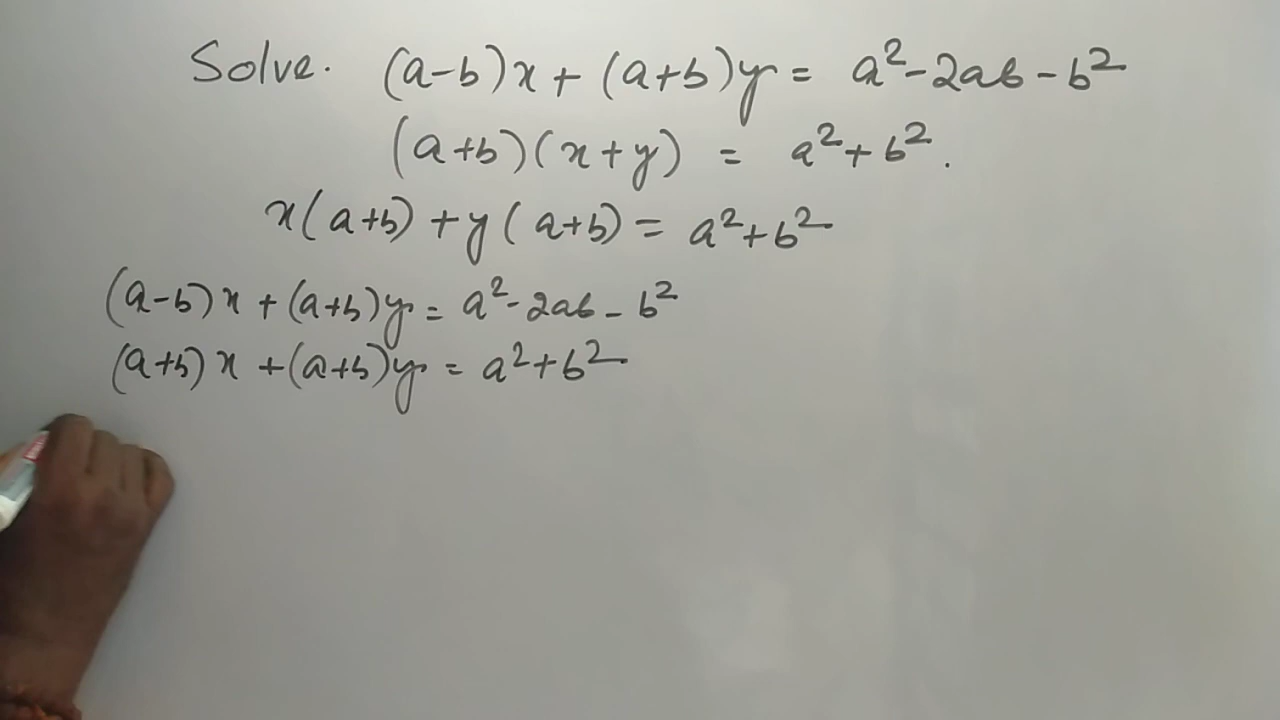 Solve. (a-b)x + (a+b)y = a²-2ab-b²
(a+b)(x+y) = a²+b².
x(a+b) + y(a+b) = a²+b²
(a-b)x + (a+b)y = a²-2ab-b²
(a+b)x + (a+b)y = a²+b²